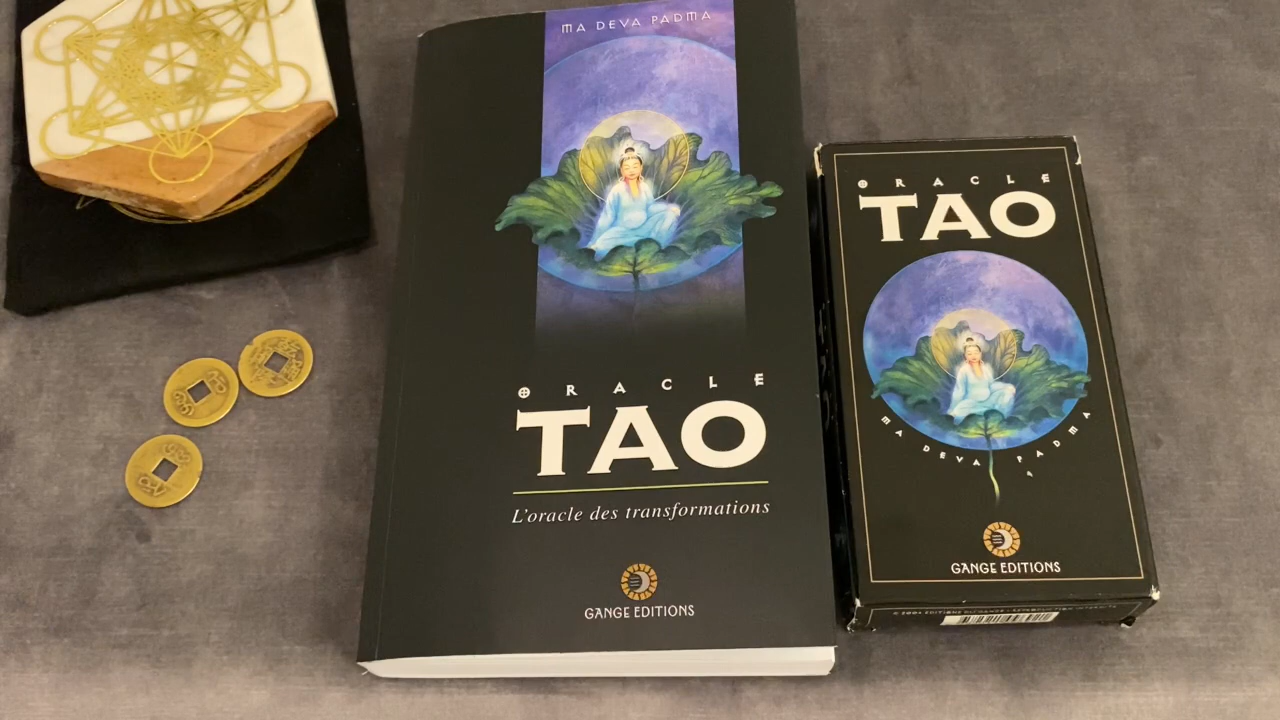 MA DEVA PADMA
ORACLE
TAO
L'oracle des transformations
GANGE EDITIONS
ORACLE
TAO
MA DEVA PADMA
GANGE EDITIONS